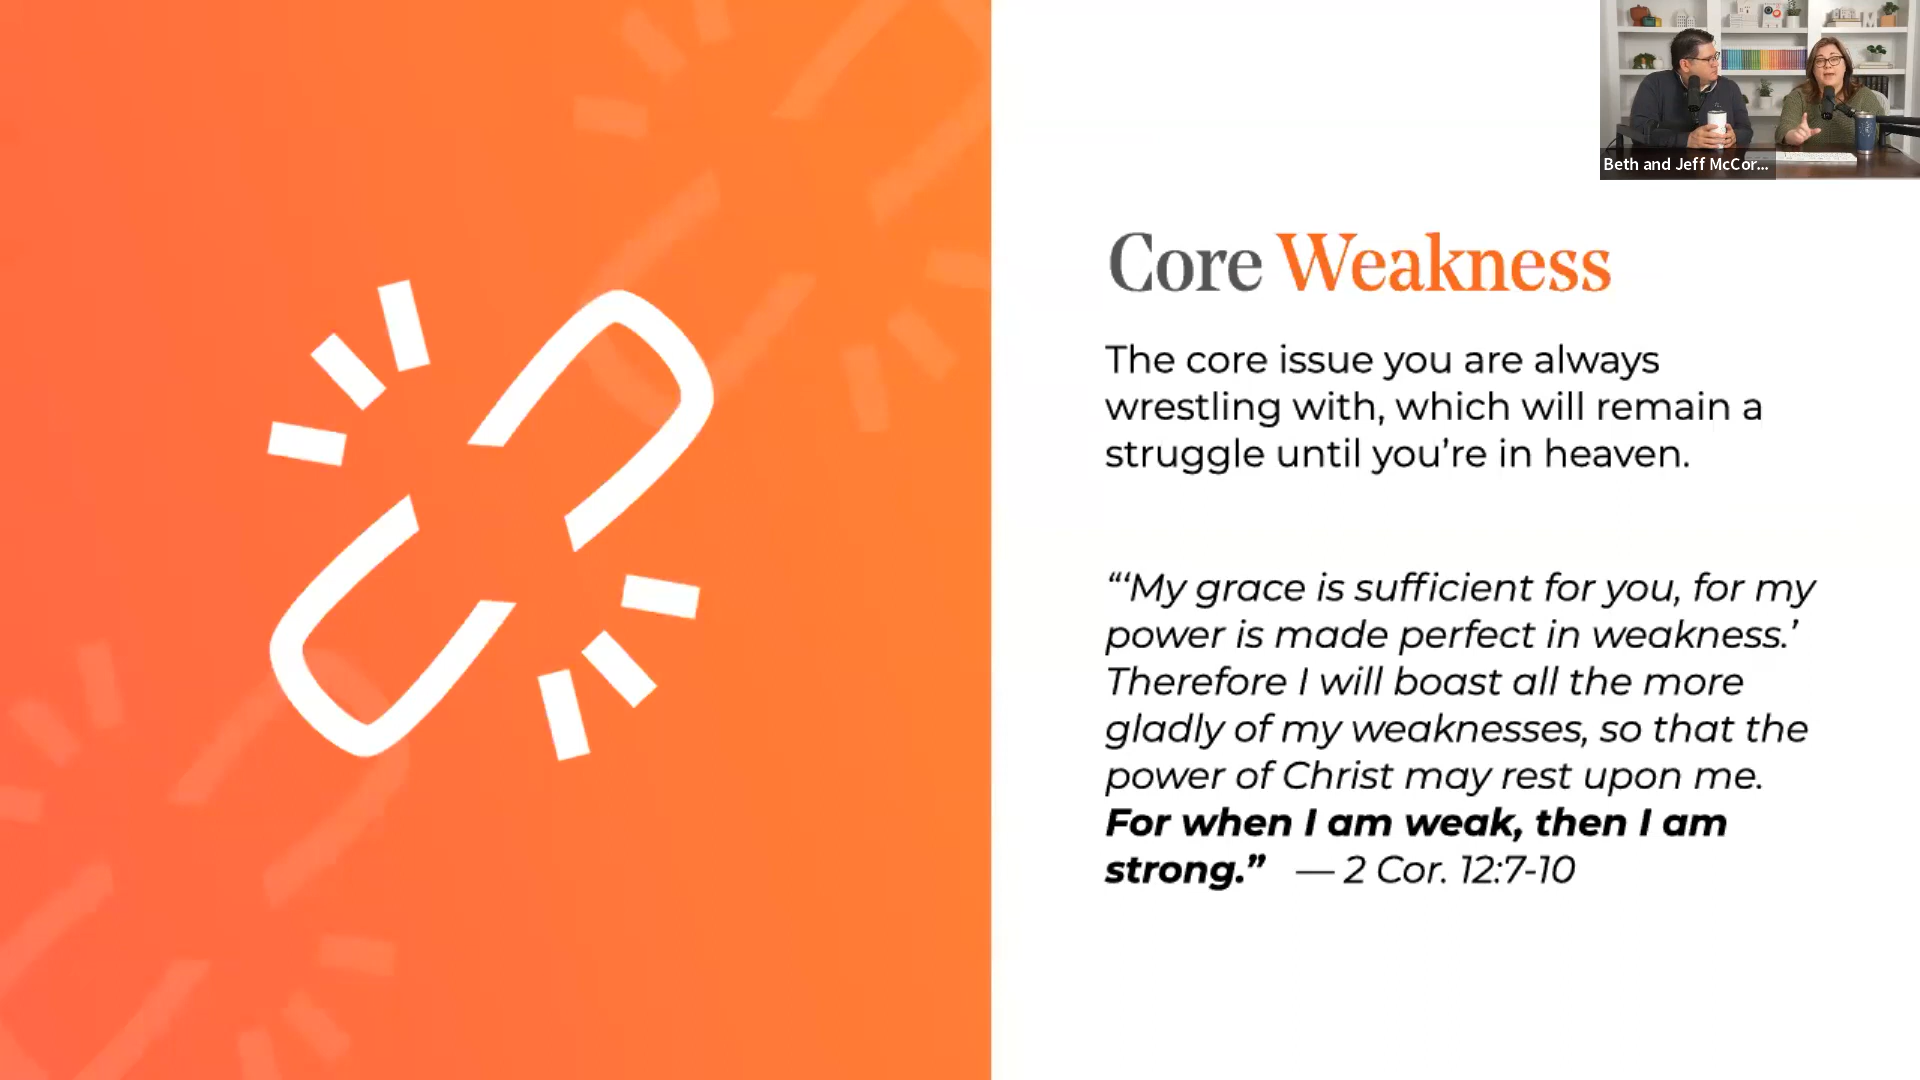 Beth and Jeff McCor...
Core Weakness
The core issue you are always
wrestling with, which will remain a
struggle until you’re in heaven.
“‘My grace is sufficient for you, for my
power is made perfect in weakness.’
Therefore I will boast all the more
gladly of my weaknesses, so that the
power of Christ may rest upon me.
For when I am weak, then I am
strong.” — 2 Cor. 12:7-10